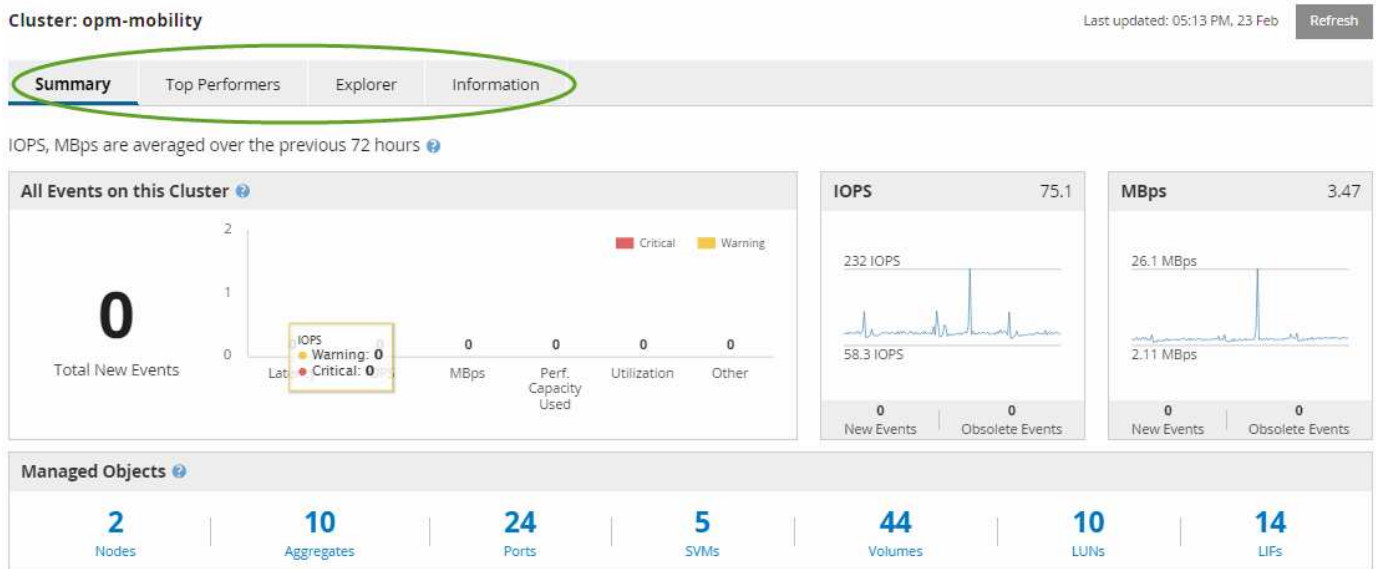 Cluster: opm-mobility
Last updated: 05:13 PM, 23 Feb
Refresh
Summary
Top Performers
Explorer
Information
IOPS, MBps are averaged over the previous 72 hours
All Events on this Cluster
0
Total New Events
2
1
0
Critical
Warning
IOPS
Warning: 0
Critical: 0
0
0
0
0
MBps
Perf.
Capacity
Used
Utilization
Other
IOPS
75.1
232 IOPS
58.3 IOPS
0
New Events
0
Obsolete Events
MBps
3.47
26.1 MBps
2.11 MBps
0
New Events
0
Obsolete Events
Managed Objects
2
Nodes
10
Aggregates
24
Ports
5
SVMs
44
Volumes
10
LUNs
14
LIFs